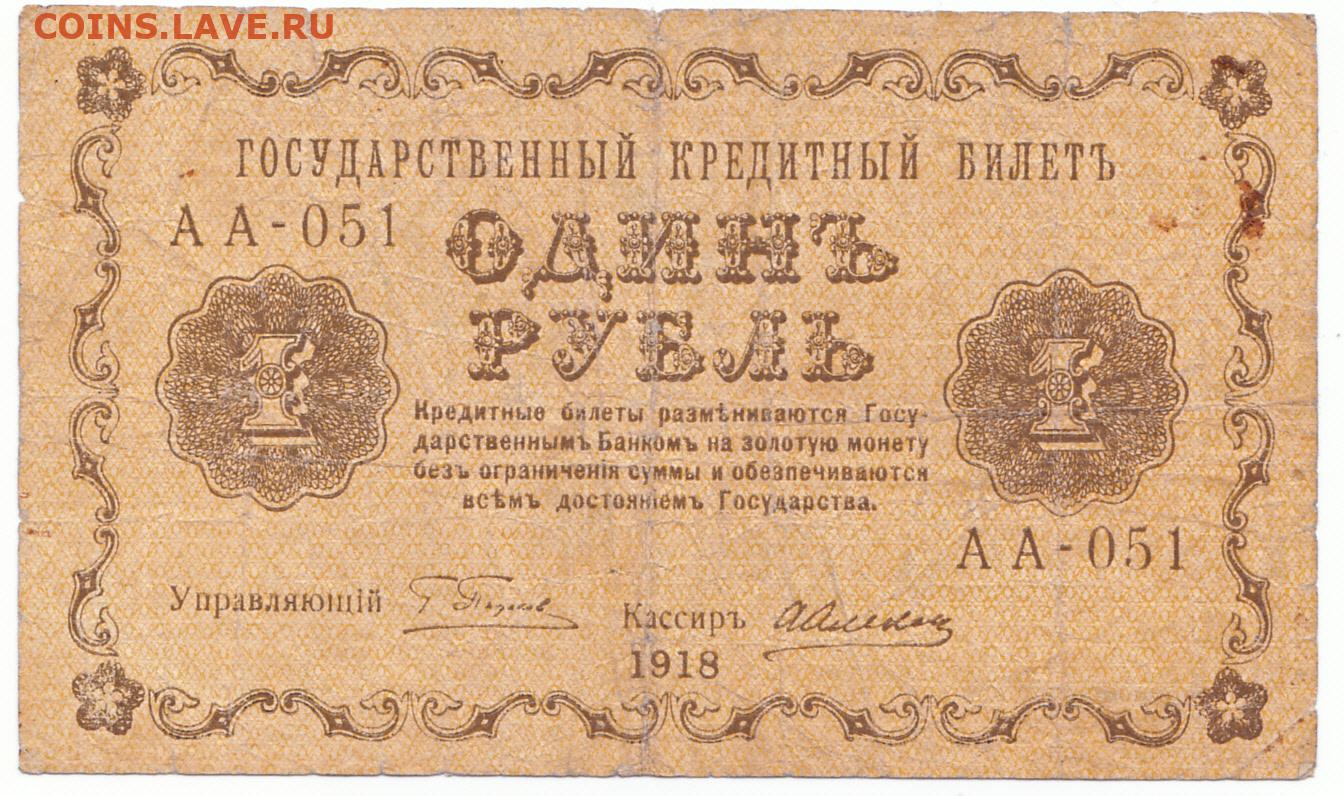 COINS.LAVE.RU
ГОСУДАРСТВЕННЫЙ КРЕДИТНЫЙ БИЛЕТЪ
АА-051
ОДИНЪ
РУБЛЬ
1
1
Кредитные билеты размѣниваются Госу-
дарственнымъ Банкомъ на золотую монету
безъ ограниченія суммы и обезпечиваются
всѣмъ достояніемъ Государства.
АА-051
Управляющій
Кассиръ
1918